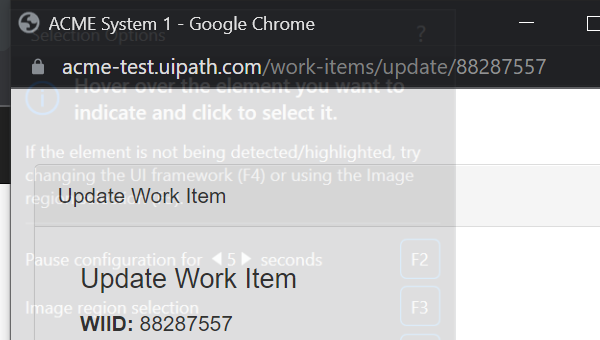 ACME System 1 - Google Chrome
Selection Options ?
acme-test.uipath.com/work-items/update/88287557
Hover over the element you want to
indicate and click to select it.
If the element is not being detected/highlighted, try
changing the UI framework (F4) or using the Image
Update Work Item
Pause configuration for 5 seconds F2
Update Work Item
Image region selection F3
WIID: 88287557